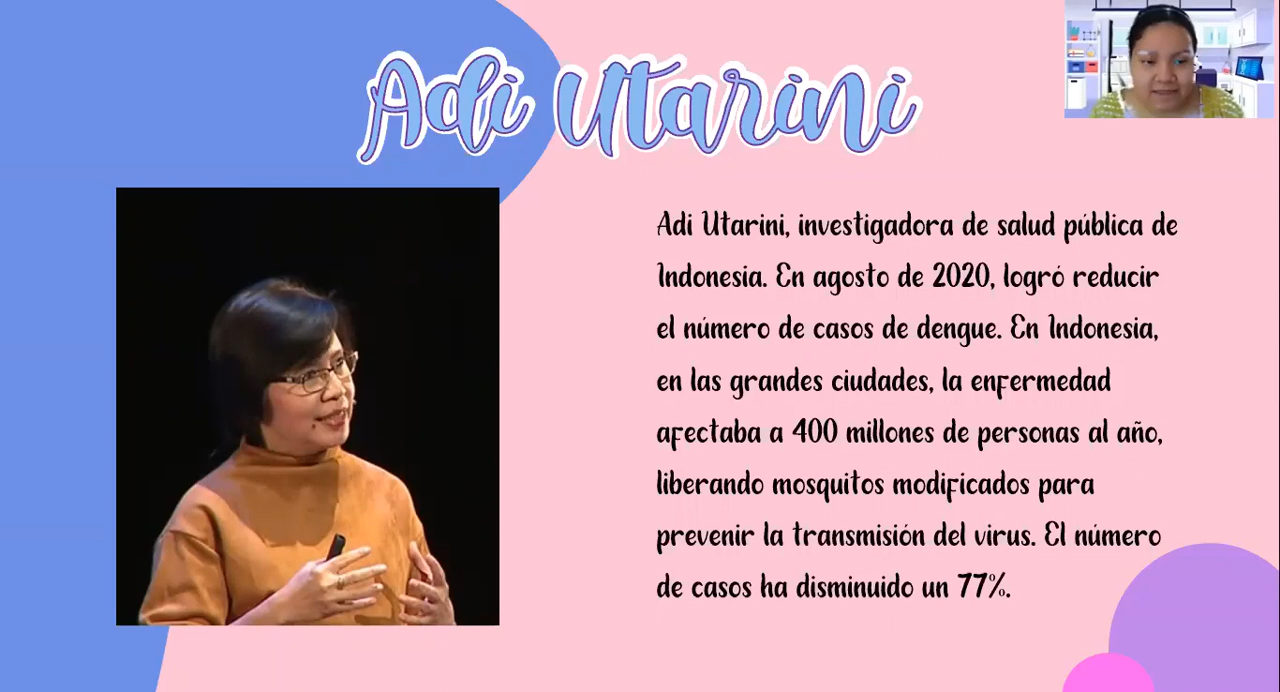 Adi Utarini
Adi Utarini, investigadora de salud pública de
Indonesia. En agosto de 2020, logró reducir
el número de casos de dengue. En Indonesia,
en las grandes ciudades, la enfermedad
afectaba a 400 millones de personas al año,
liberando mosquitos modificados para
prevenir la transmisión del virus. El número
de casos ha disminuido un 77%.